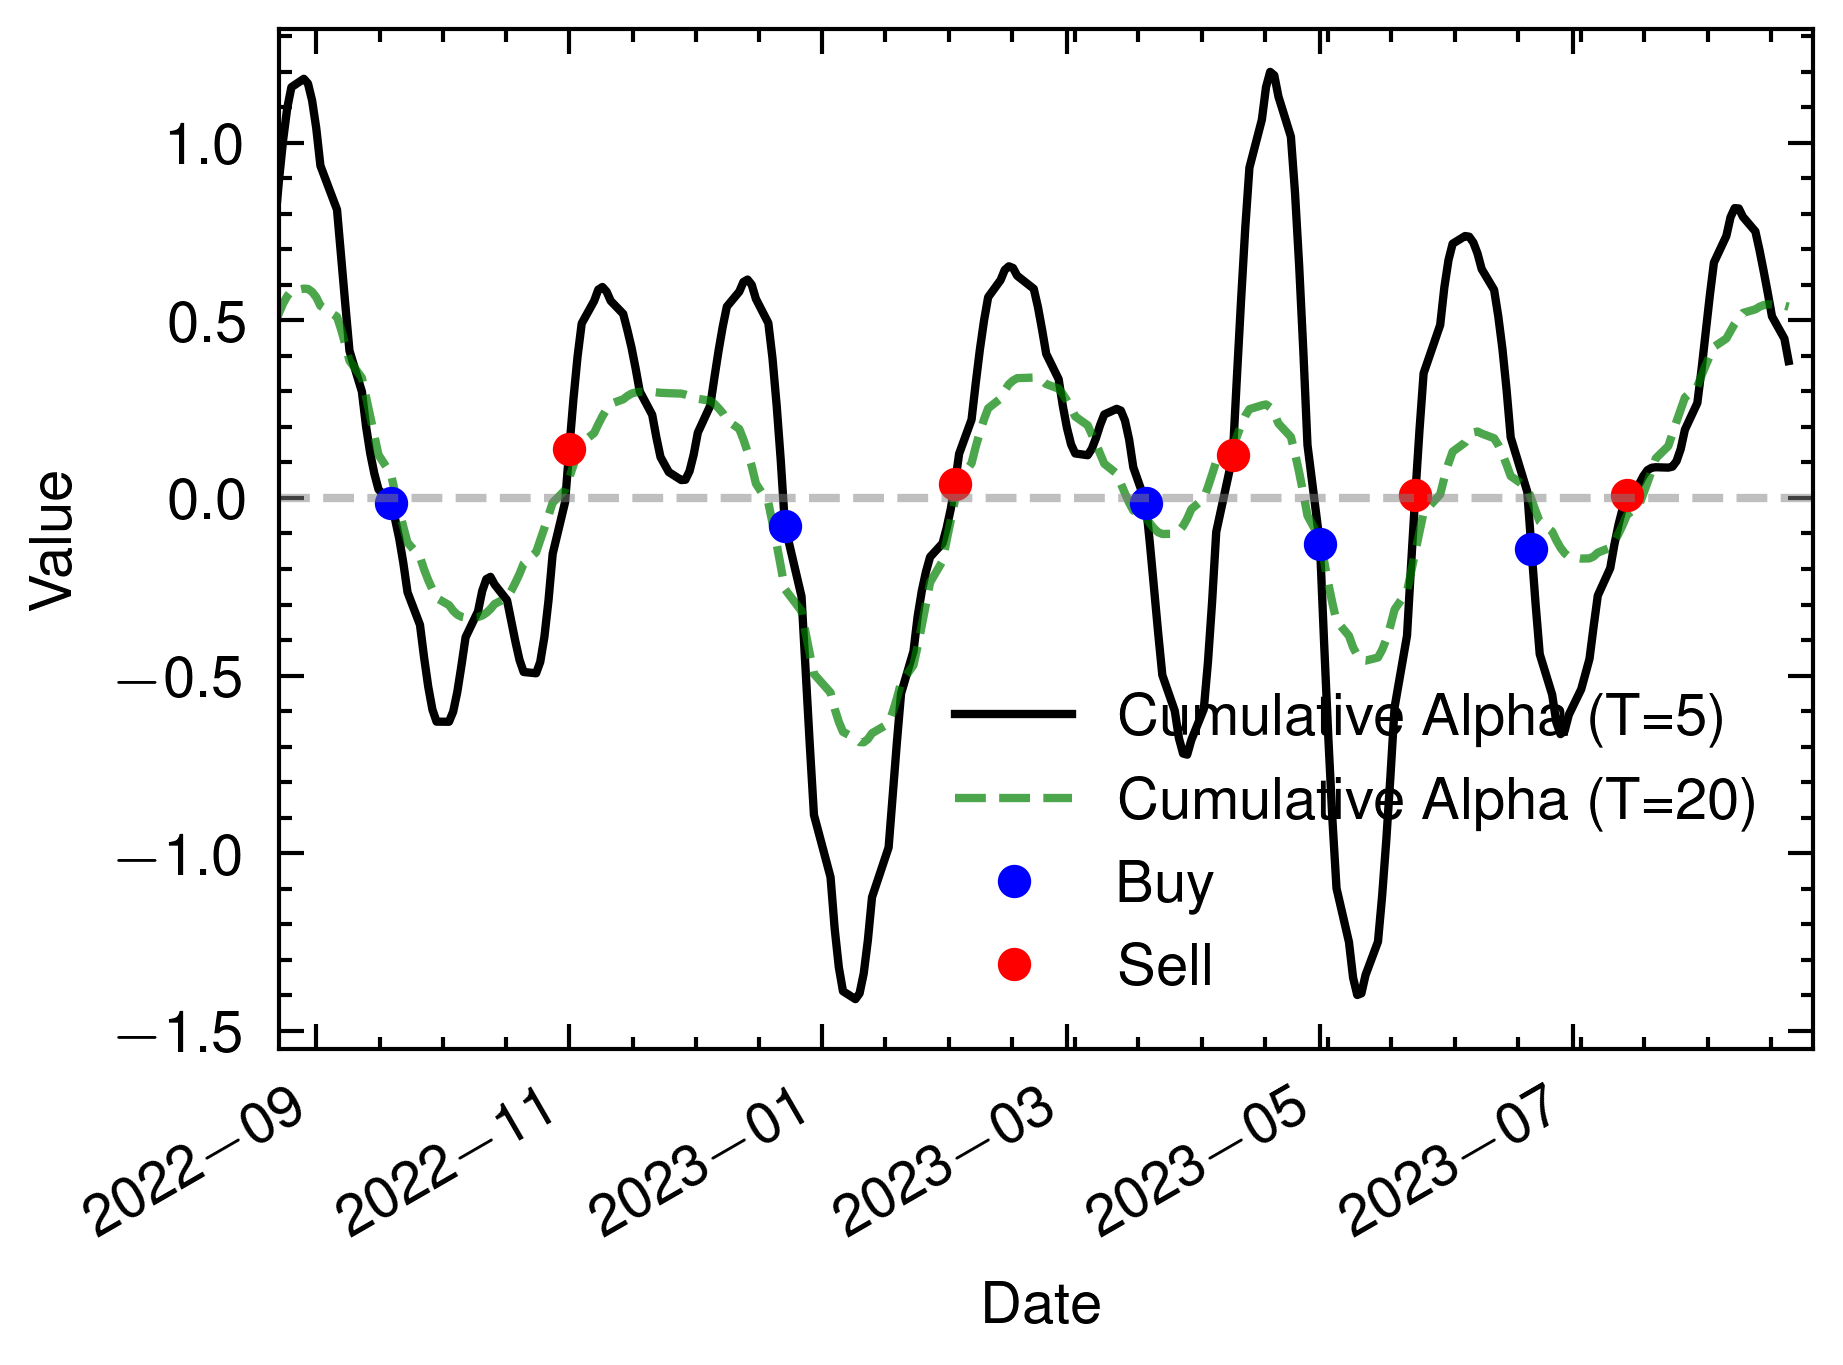 1.0
0.5
0.0
−0.5
−1.0
−1.5
Value
Cumulative Alpha (T=5)
Cumulative Alpha (T=20)
Buy
Sell
2022−09
2022−11
2023−01
2023−03
2023−05
2023−07
Date